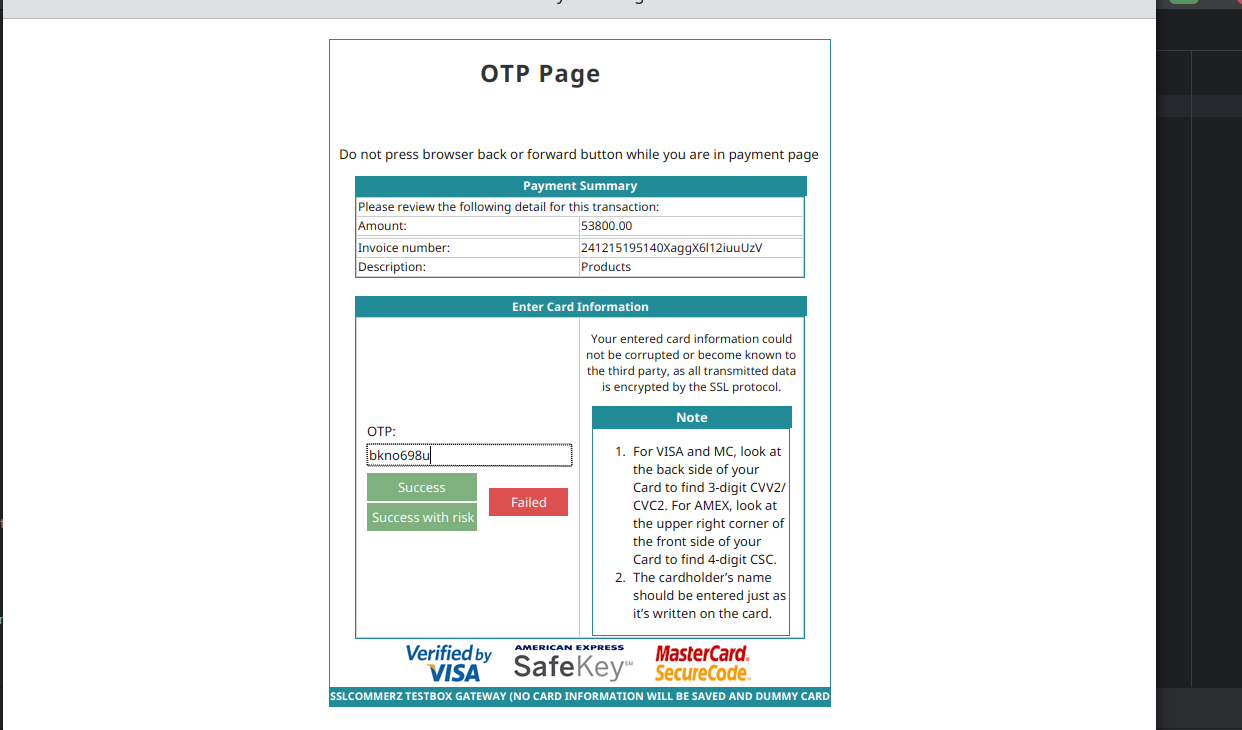 OTP Page
Do not press browser back or forward button while you are in payment page
Payment Summary
Please review the following detail for this transaction:
Amount: 53800.00
Invoice number: 241215195140XaggX6l12iuuUzV
Description: Products
Enter Card Information
Your entered card information could
not be corrupted or become known to
the third party, as all transmitted data
is encrypted by the SSL protocol.
OTP:
bkno698u
Success
Success with risk
Failed
Note
1. For VISA and MC, look at
the back side of your
Card to find 3-digit CVV2/
CVC2. For AMEX, look at
the upper right corner of
the front side of your
Card to find 4-digit CSC.
2. The cardholder's name
should be entered just as
it's written on the card.
Verified by
VISA
AMERICAN EXPRESS
SafeKey℠
MasterCard.
SecureCode.
SSLCOMMERZ TESTBOX GATEWAY (NO CARD INFORMATION WILL BE SAVED AND DUMMY CARD